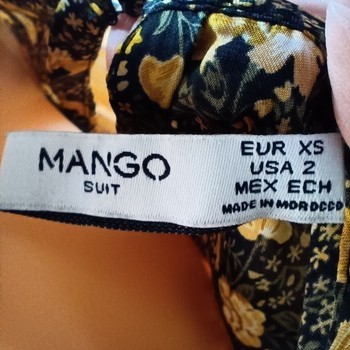 MANGO
SUIT
EUR XS
USA 2
MEX ECH
MADE IN MOROCCO